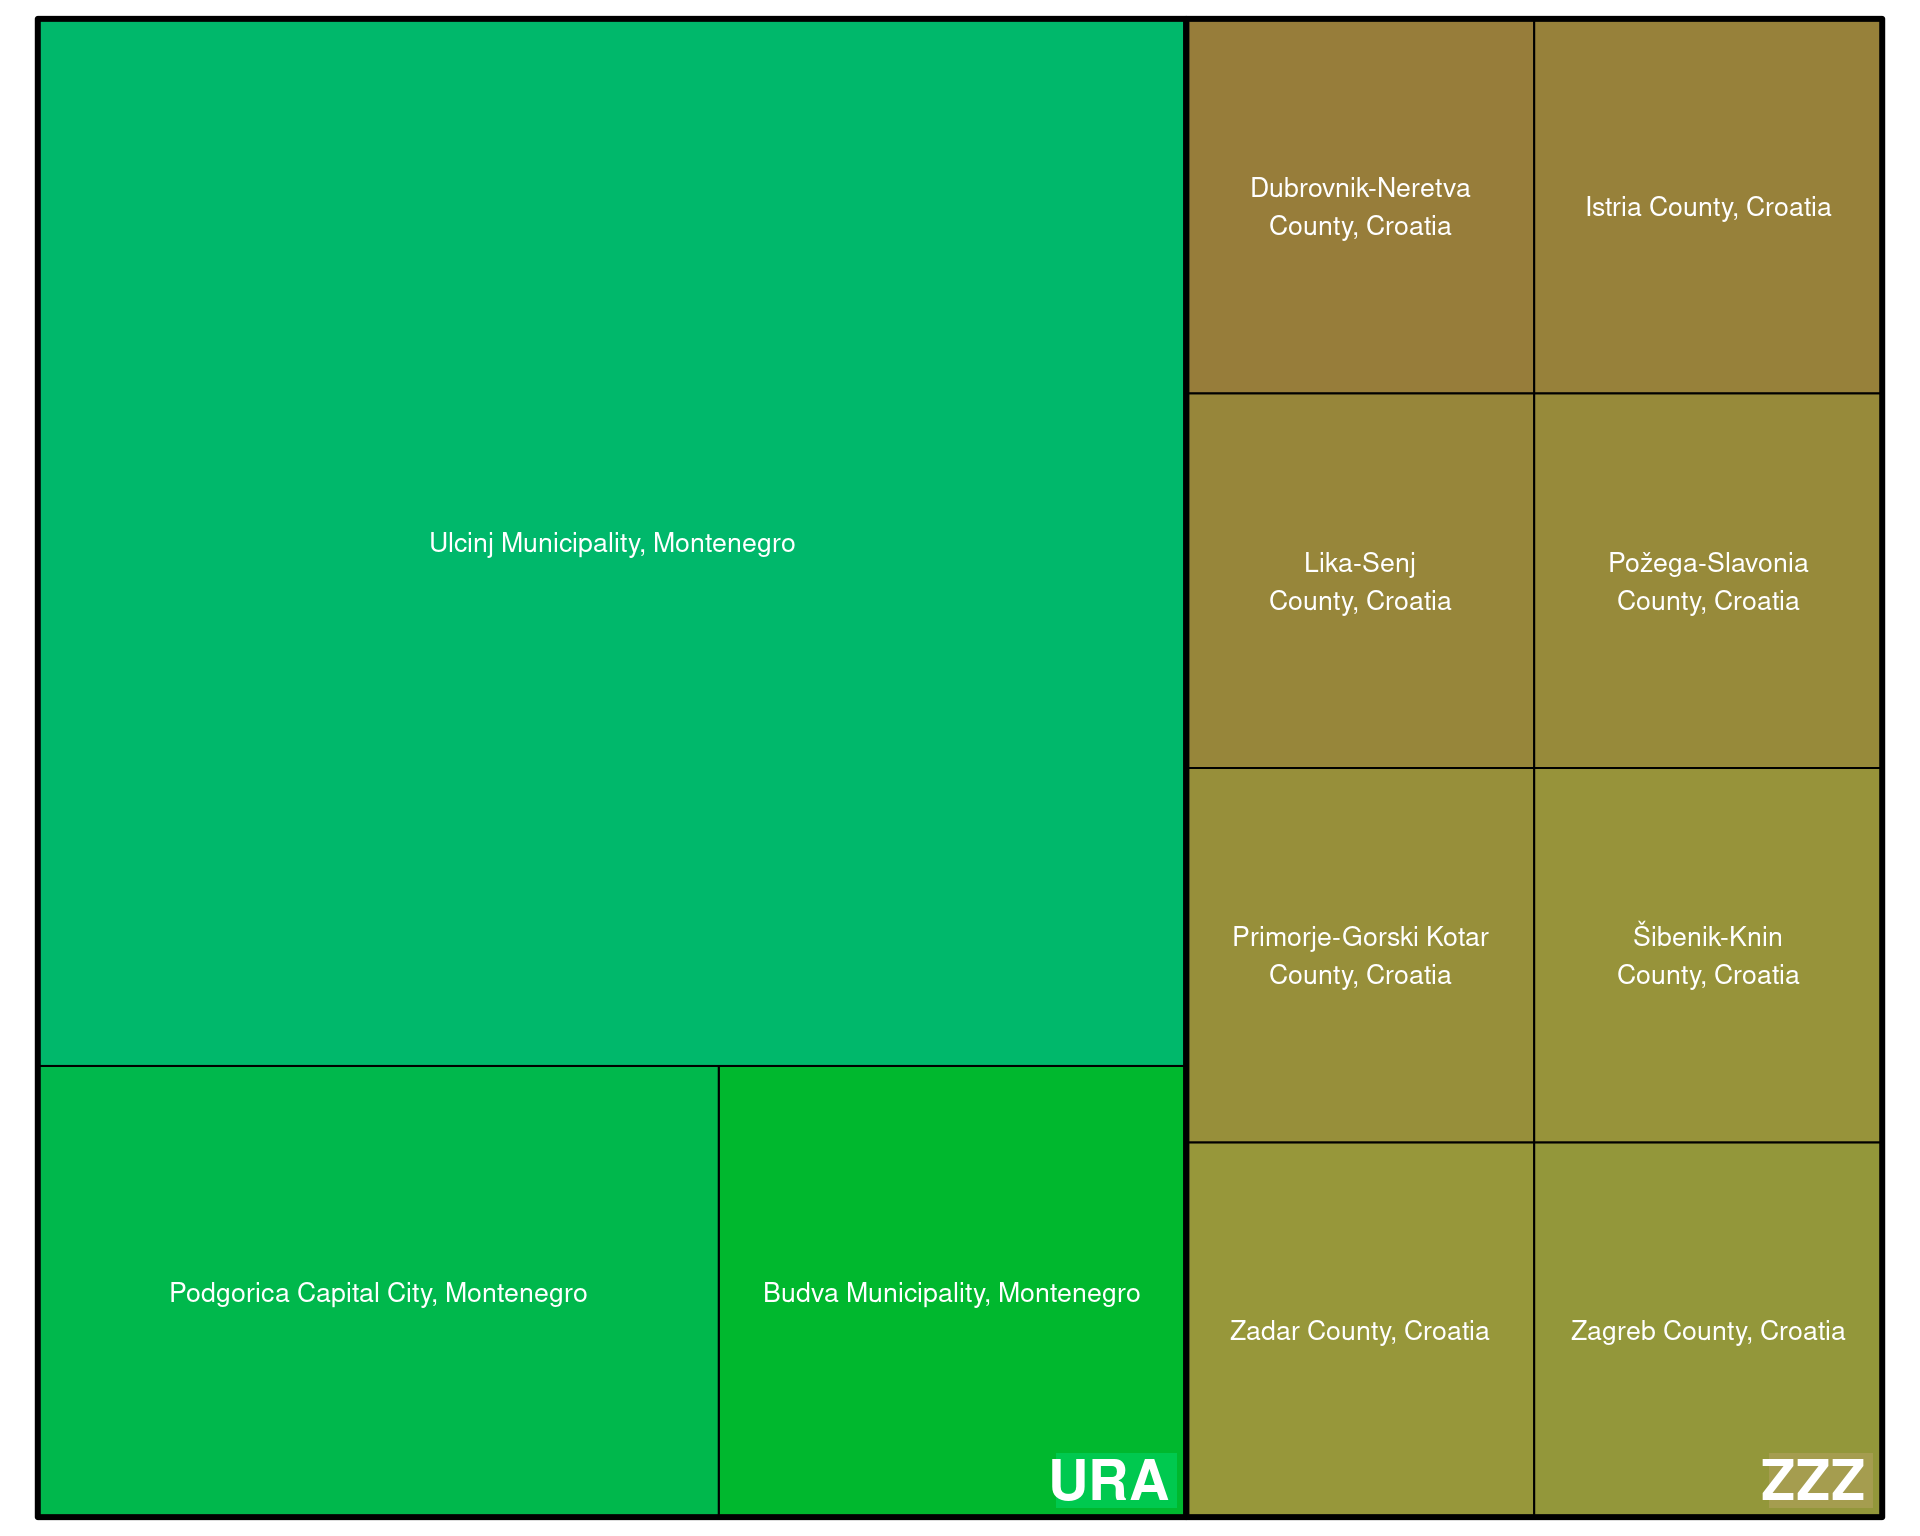 Ulcinj Municipality, Montenegro
Podgorica Capital City, Montenegro
Budva Municipality, Montenegro
URA
Dubrovnik-Neretva
County, Croatia
Istria County, Croatia
Lika-Senj
County, Croatia
Požega-Slavonia
County, Croatia
Primorje-Gorski Kotar
County, Croatia
Šibenik-Knin
County, Croatia
Zadar County, Croatia
Zagreb County, Croatia
ZZZ